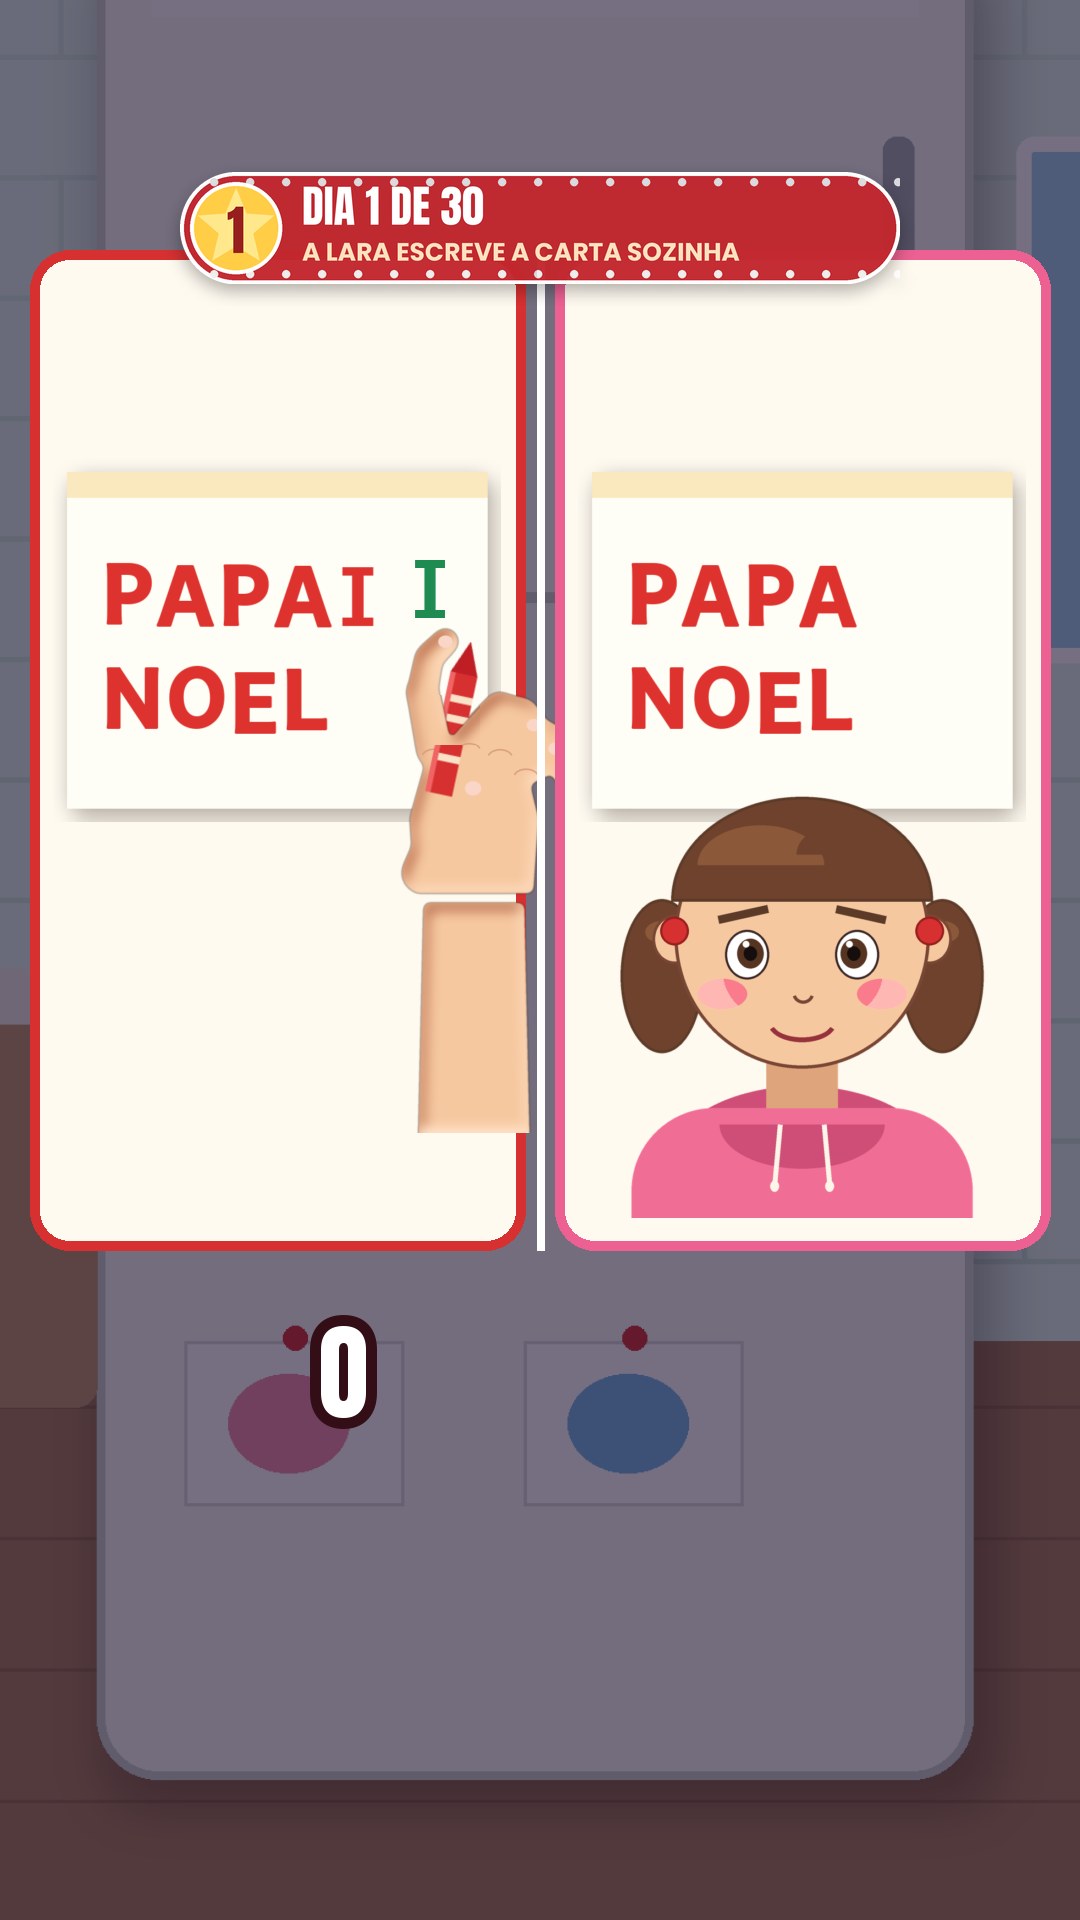 1
DIA 1 DE 30
A LARA ESCREVE A CARTA SOZINHA
PAPAI I
NOEL
PAPA
NOEL
0